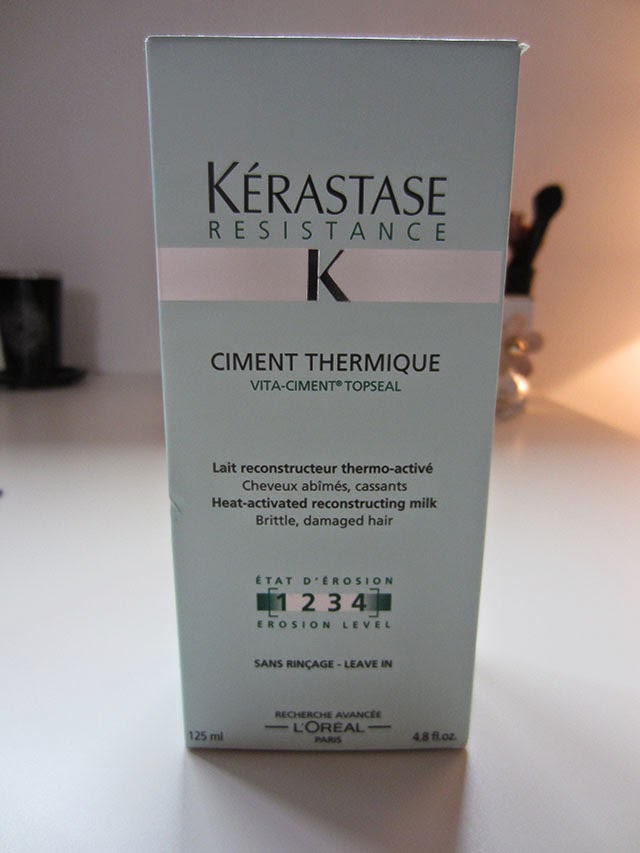 KÉRASTASE
RESISTANCE
K
CIMENT THERMIQUE
VITA-CIMENT® TOPSEAL
Lait reconstructeur thermo-activé
Cheveux abîmés, cassants
Heat-activated reconstructing milk
Brittle, damaged hair
ÉTAT D'ÉROSION
[1 2 3 4]
EROSION LEVEL
SANS RINÇAGE - LEAVE IN
RECHERCHE AVANCÉE
L'ORÉAL
PARIS
125 ml 4.8 fl.oz.